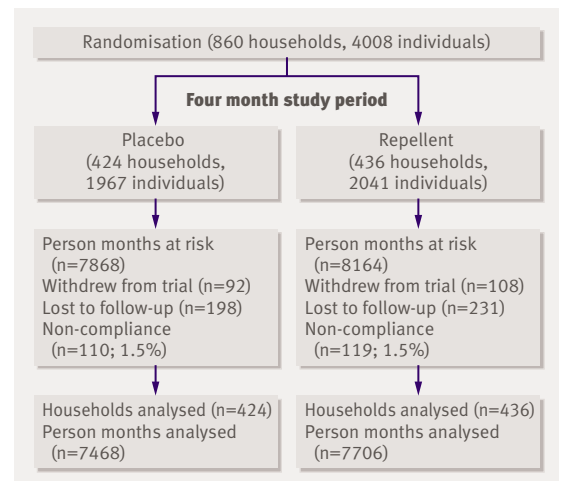 Randomisation (860 households, 4008 individuals)
Four month study period
Placebo
(424 households,
1967 individuals)
Repellent
(436 households,
2041 individuals)
Person months at risk
(n=7868)
Withdrew from trial (n=92)
Lost to follow-up (n=198)
Non-compliance
(n=110; 1.5%)
Person months at risk
(n=8164)
Withdrew from trial (n=108)
Lost to follow-up (n=231)
Non-compliance
(n=119; 1.5%)
Households analysed (n=424)
Person months analysed
(n=7468)
Households analysed (n=436)
Person months analysed
(n=7706)